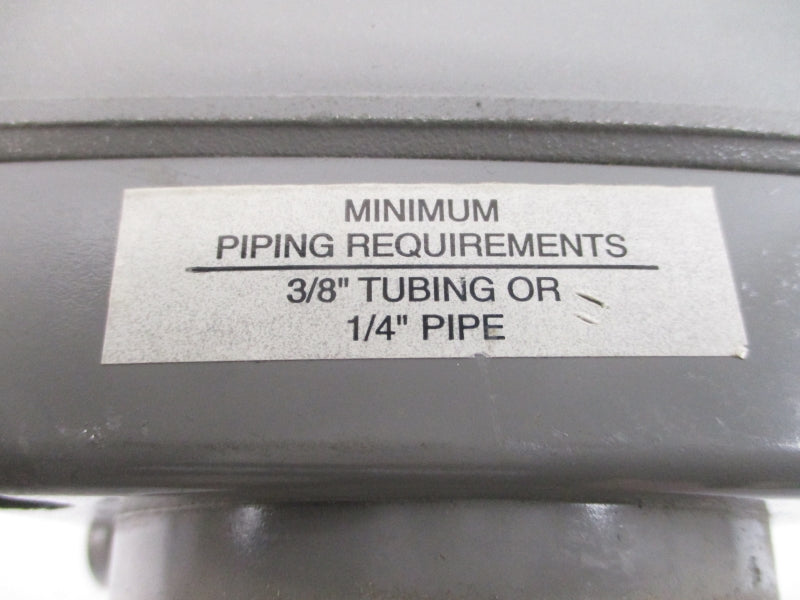 MINIMUM
PIPING REQUIREMENTS
3/8" TUBING OR
1/4" PIPE